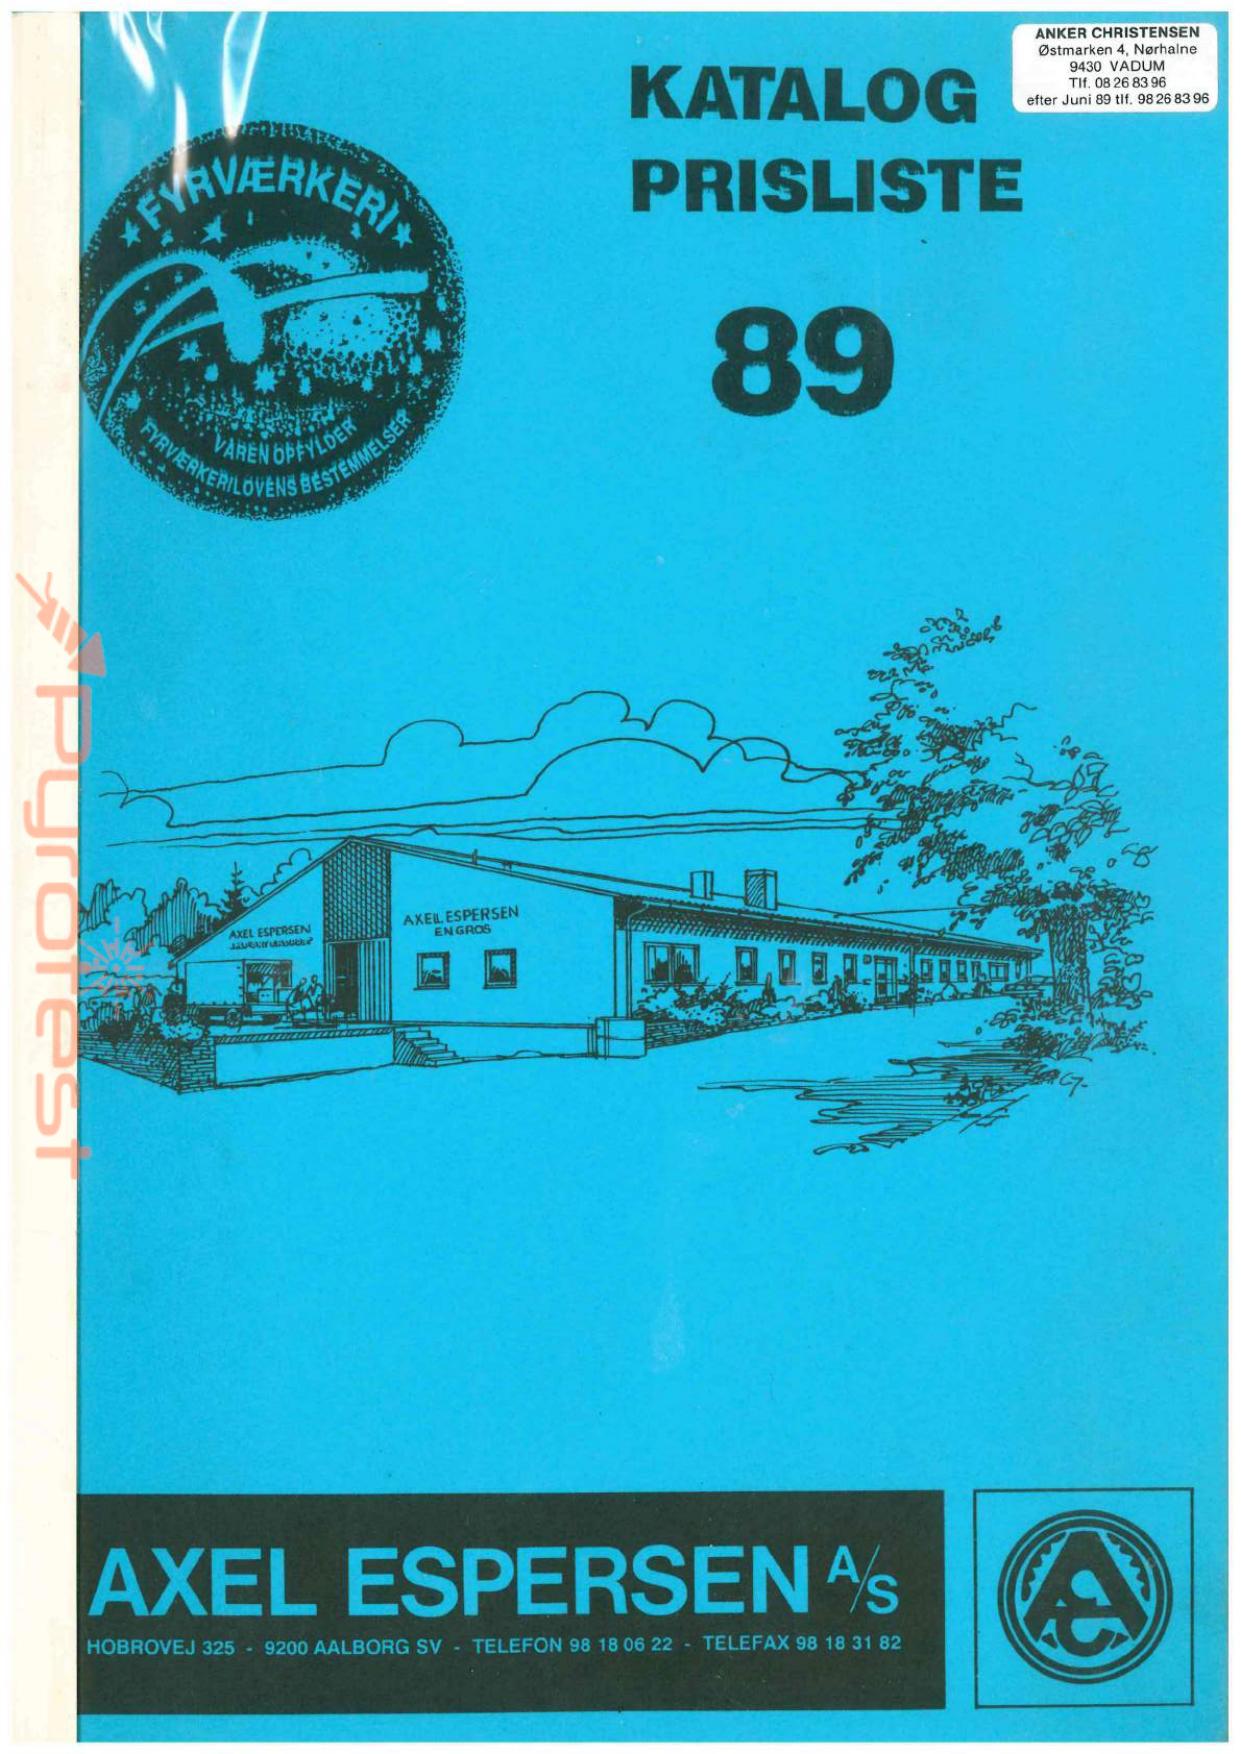 ANKER CHRISTENSEN
Østmarken 4, Nørhalne
9430 VADUM
Tlf. 08 26 83 96
efter Juni 89 tlf. 98 26 83 96
KATALOG
PRISLISTE
89
★ FYRVÆRKERI ★
VAREN OPFYLDER
FYRVÆRKERILOVENS BESTEMMELSER
Pyrotest
AXEL ESPERSEN
AXEL ESPERSEN
EN GROS
AXEL ESPERSEN A/S
HOBROVEJ 325 - 9200 AALBORG SV - TELEFON 98 18 06 22 - TELEFAX 98 18 31 82
AE